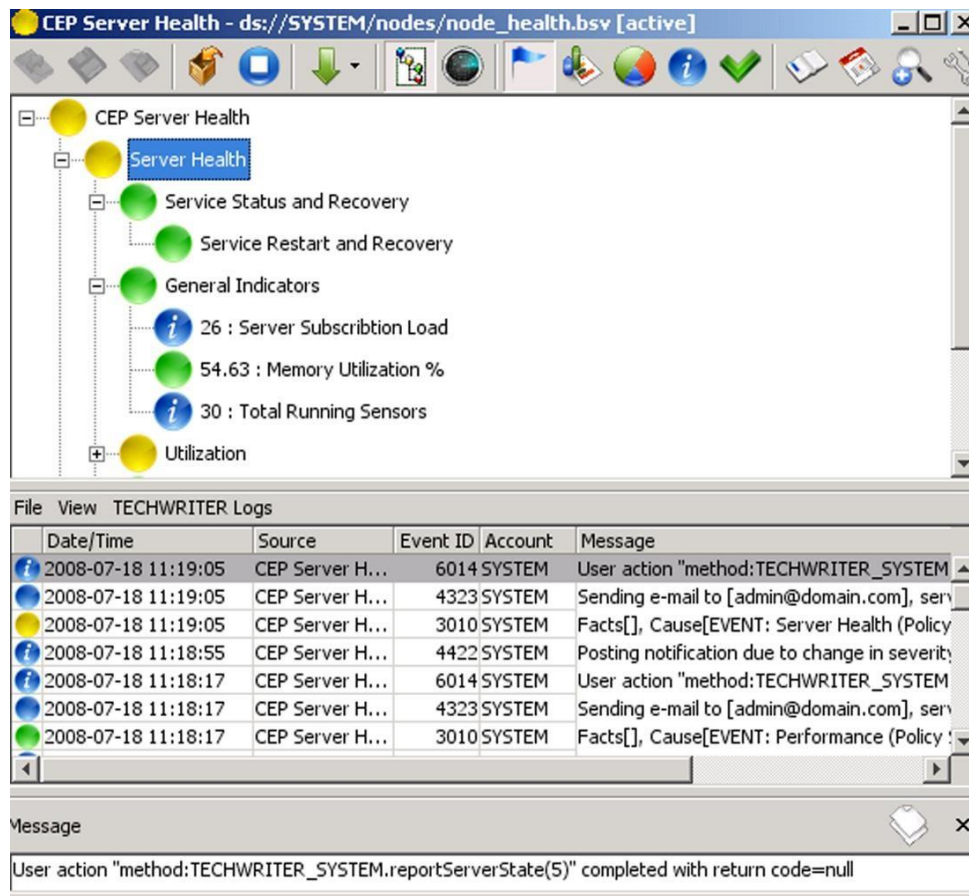 CEP Server Health - ds://SYSTEM/nodes/node_health.bsv [active]
CEP Server Health
Server Health
Service Status and Recovery
Service Restart and Recovery
General Indicators
26 : Server Subscribtion Load
54.63 : Memory Utilization %
30 : Total Running Sensors
Utilization
File View TECHWRITER Logs
Date/Time Source Event ID Account Message
2008-07-18 11:19:05 CEP Server H... 6014 SYSTEM User action "method:TECHWRITER_SYSTEM
2008-07-18 11:19:05 CEP Server H... 4323 SYSTEM Sending e-mail to [admin@domain.com], serv
2008-07-18 11:19:05 CEP Server H... 3010 SYSTEM Facts[], Cause[EVENT: Server Health (Policy
2008-07-18 11:18:55 CEP Server H... 4422 SYSTEM Posting notification due to change in severity
2008-07-18 11:18:17 CEP Server H... 6014 SYSTEM User action "method:TECHWRITER_SYSTEM
2008-07-18 11:18:17 CEP Server H... 4323 SYSTEM Sending e-mail to [admin@domain.com], serv
2008-07-18 11:18:17 CEP Server H... 3010 SYSTEM Facts[], Cause[EVENT: Performance (Policy
Message
User action "method:TECHWRITER_SYSTEM.reportServerState(5)" completed with return code=null